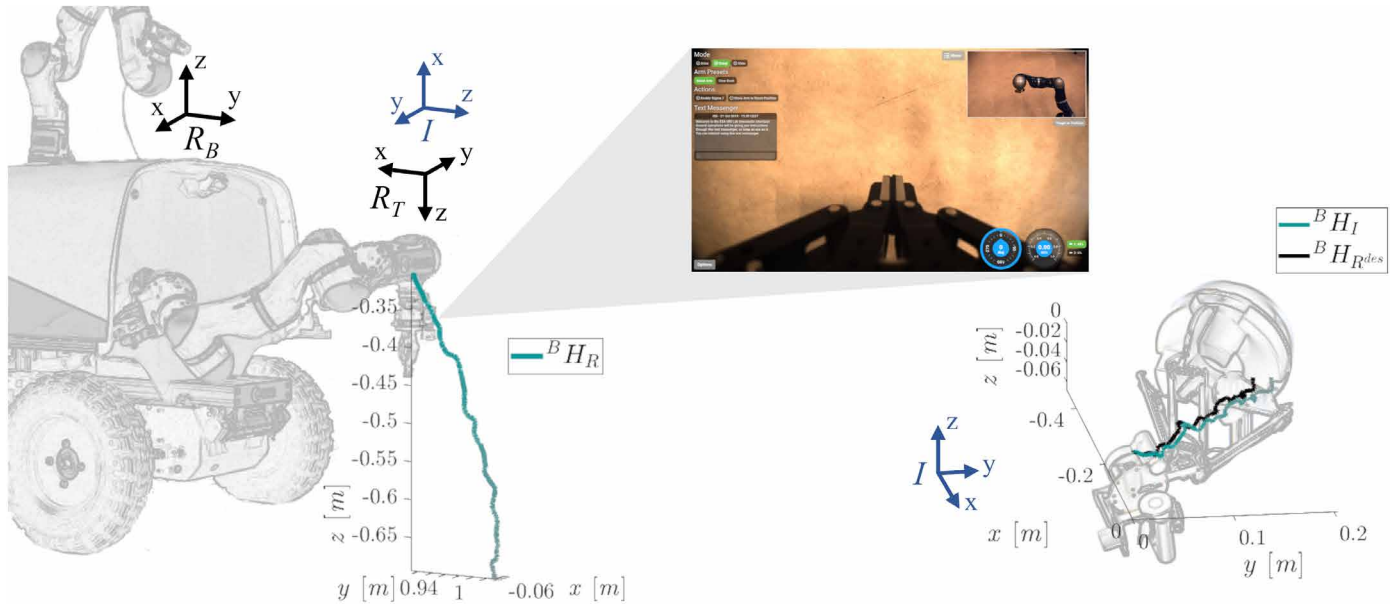 z
x
y
R_B
x
y
z
I
x
y
R_T
z
Mode
Arm Presets
Actions
Text Messenger
Options
^B H_I
^B H_{R^{des}}
-0.35
-0.4
-0.45
-0.5
-0.55
-0.6
-0.65
z [m]
y [m] 0.94 1 -0.06 x [m]
^B H_R
0
-0.02
-0.04
-0.06
z [m]
-0.4
-0.2
0
x [m]
0
0.1
0.2
y [m]
z
I
y
x